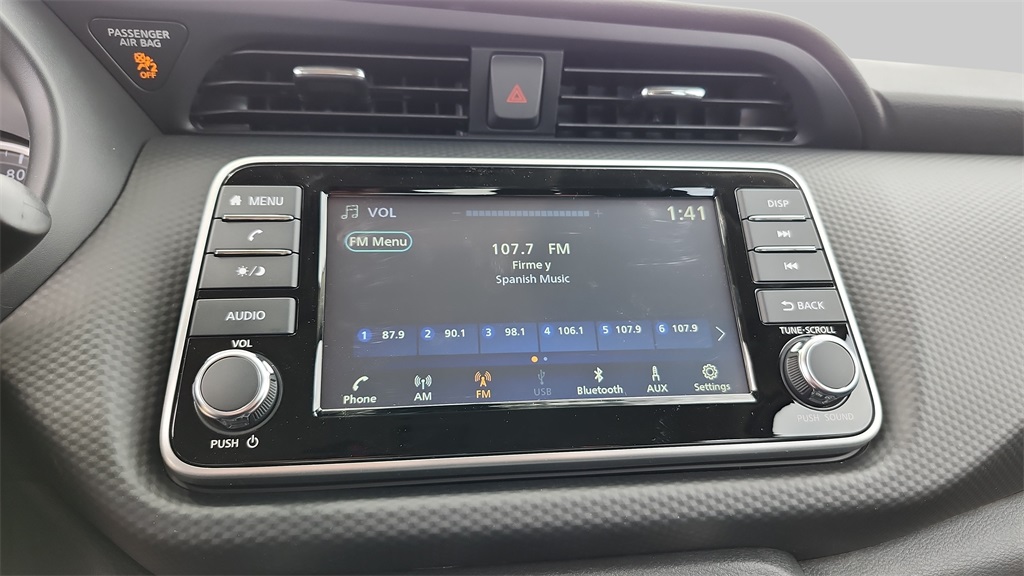 PASSENGER
AIR BAG
OFF
80
MENU
AUDIO
VOL
PUSH
VOL
- +
1:41
FM Menu
107.7 FM
Firme y
Spanish Music
1 87.9 2 90.1 3 98.1 4 106.1 5 107.9 6 107.9
Phone AM FM USB Bluetooth AUX Settings
DISP
BACK
TUNE·SCROLL
PUSH SOUND